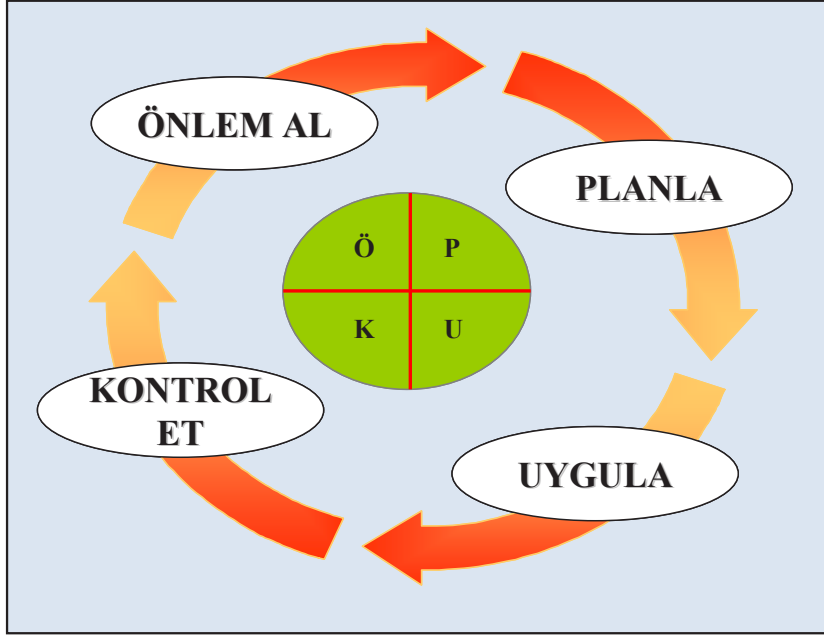 ÖNLEM AL
PLANLA
Ö P
K U
KONTROL
ET
UYGULA